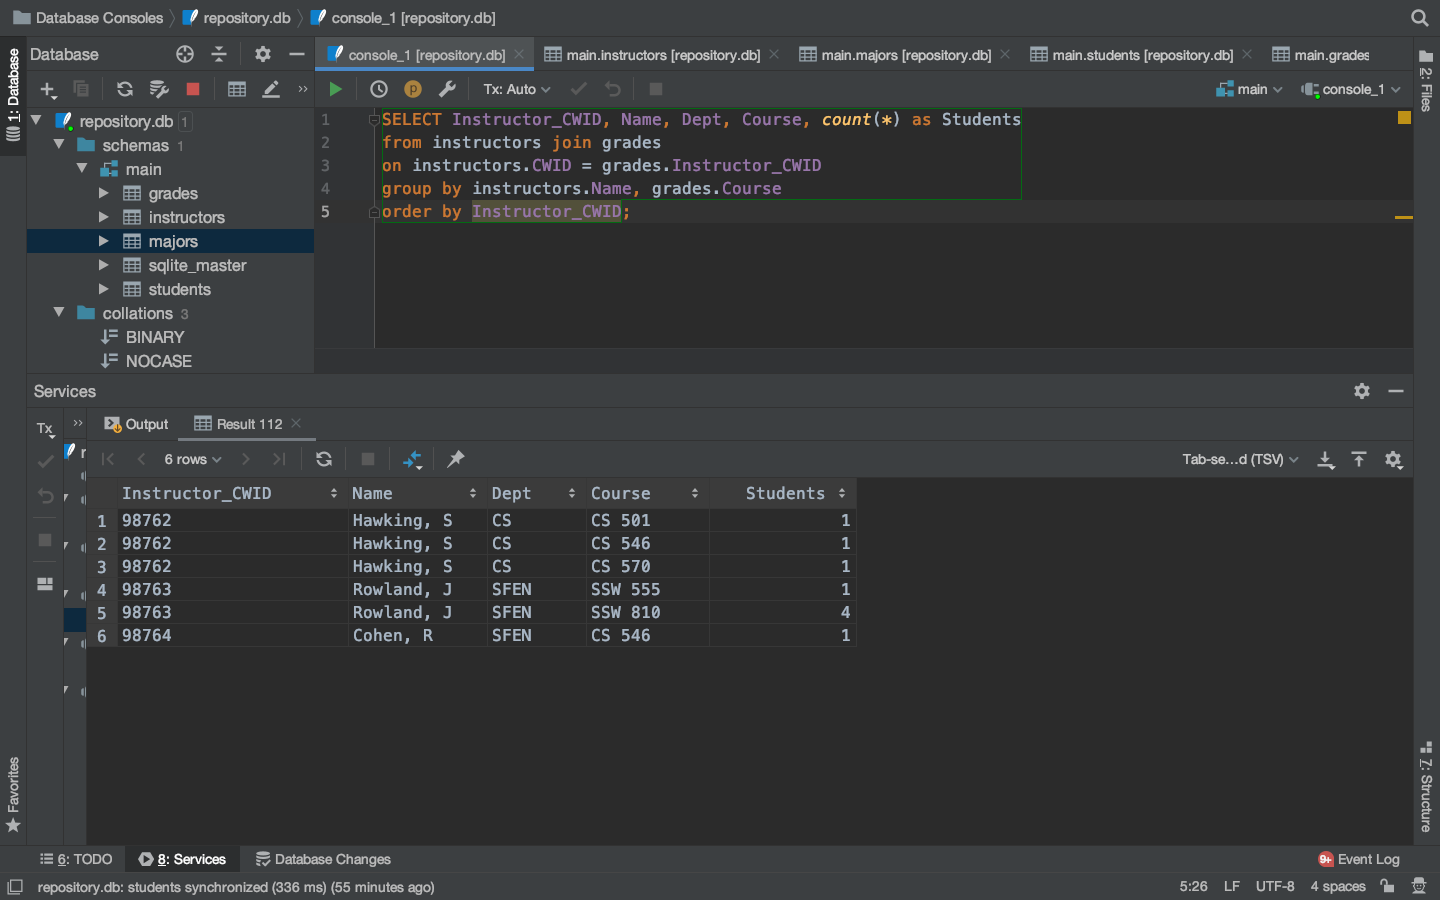 Database Consoles
repository.db
console_1 [repository.db]
1: Database
Database
console_1 [repository.db]
main.instructors [repository.db]
main.majors [repository.db]
main.students [repository.db]
main.grades
2: Files
Tx: Auto
main
console_1
repository.db 1
schemas 1
main
grades
instructors
majors
sqlite_master
students
collations 3
BINARY
NOCASE
1 SELECT Instructor_CWID, Name, Dept, Course, count(*) as Students
2 from instructors join grades
3 on instructors.CWID = grades.Instructor_CWID
4 group by instructors.Name, grades.Course
5 order by Instructor_CWID;
Services
Tx
Output
Result 112
6 rows
Tab-se...d (TSV)
Instructor_CWID Name Dept Course Students
1 98762 Hawking, S CS CS 501 1
2 98762 Hawking, S CS CS 546 1
3 98762 Hawking, S CS CS 570 1
4 98763 Rowland, J SFEN SSW 555 1
5 98763 Rowland, J SFEN SSW 810 4
6 98764 Cohen, R SFEN CS 546 1
Favorites
7: Structure
6: TODO
8: Services
Database Changes
9+ Event Log
repository.db: students synchronized (336 ms) (55 minutes ago)
5:26 LF UTF-8 4 spaces